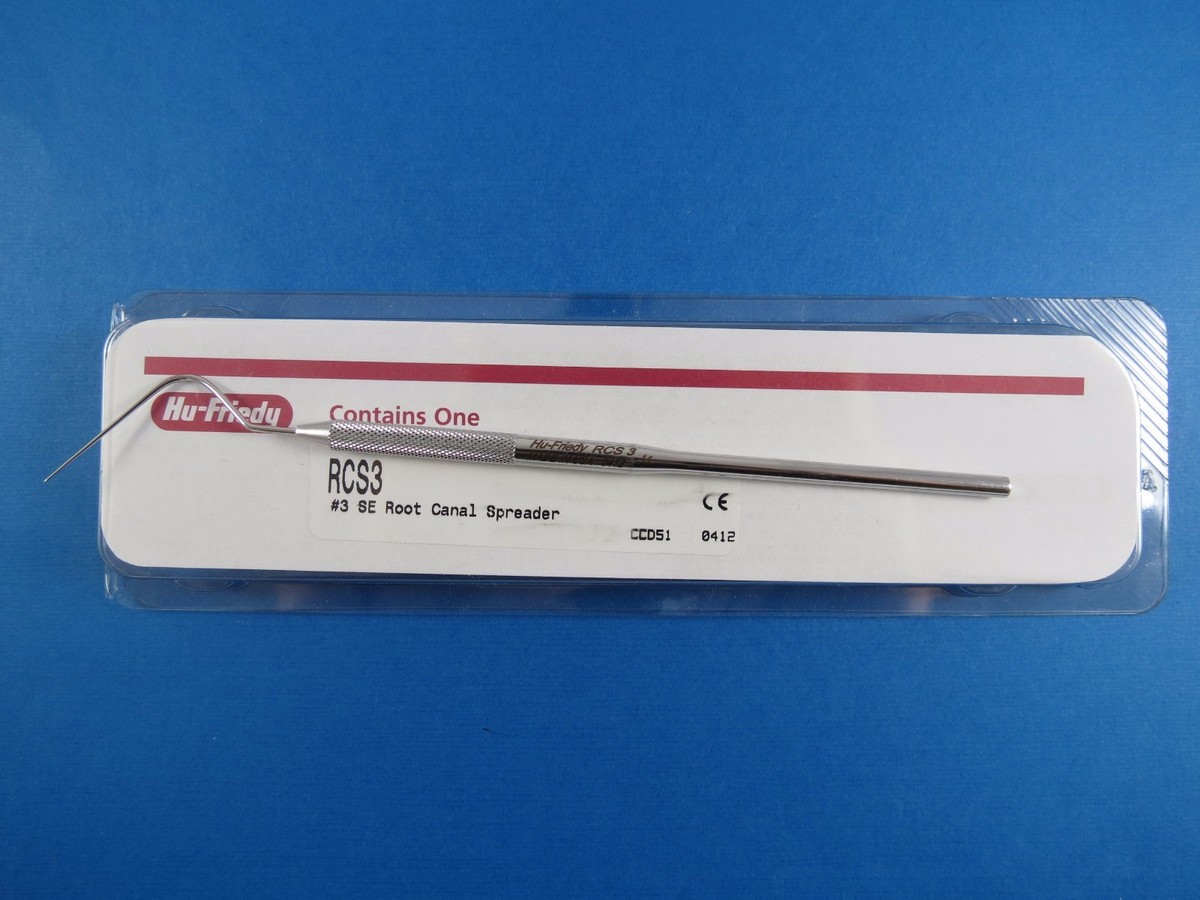 Hu-Friedy
Contains One
Hu-Friedy RCS 3
RCS3
#3 SE Root Canal Spreader
CE
CCD51 0412